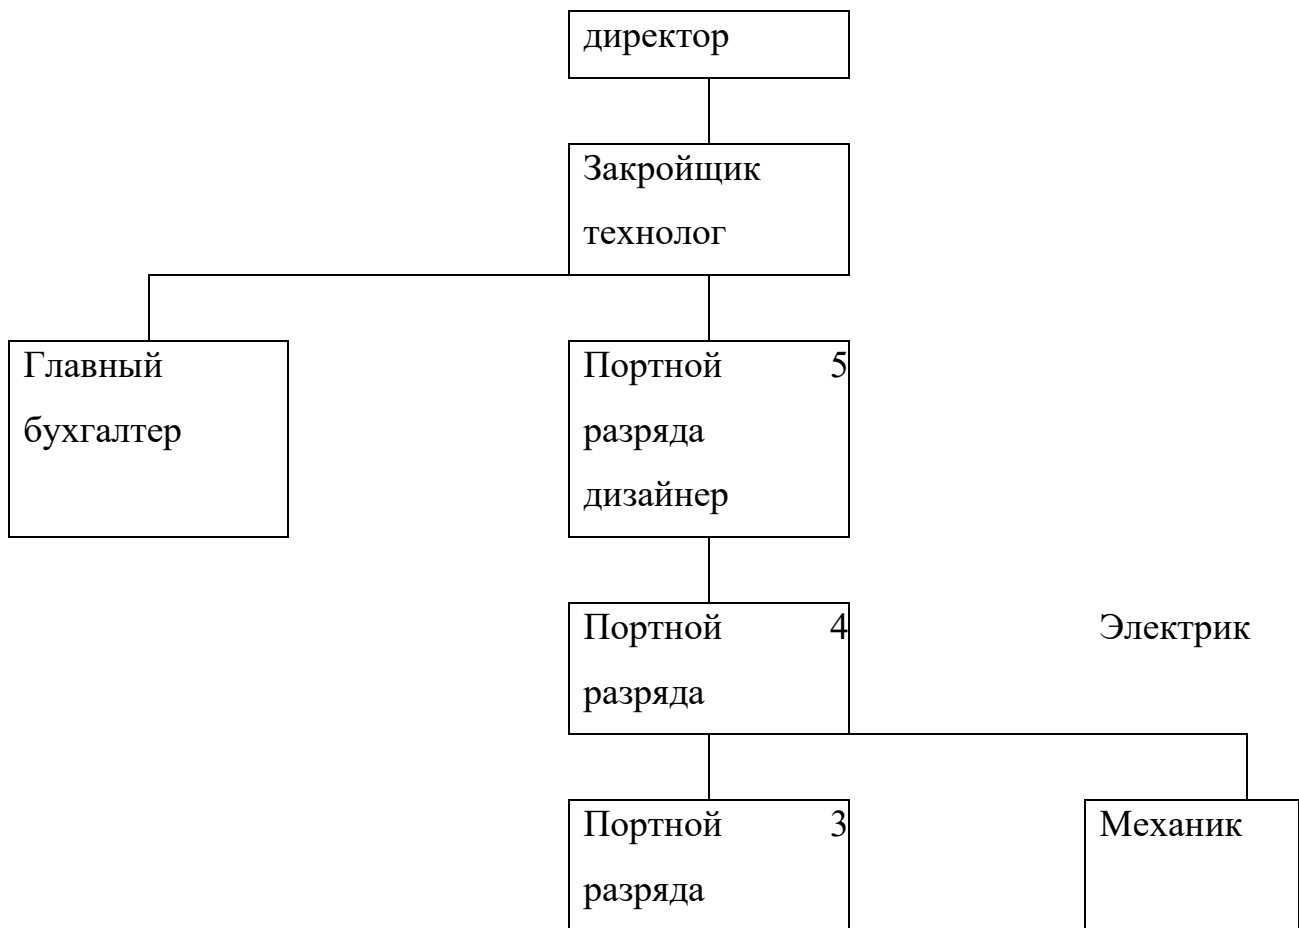 директор
Закройщик
технолог
Главный
бухгалтер
Портной 5
разряда
дизайнер
Портной 4
разряда
Электрик
Портной 3
разряда
Механик